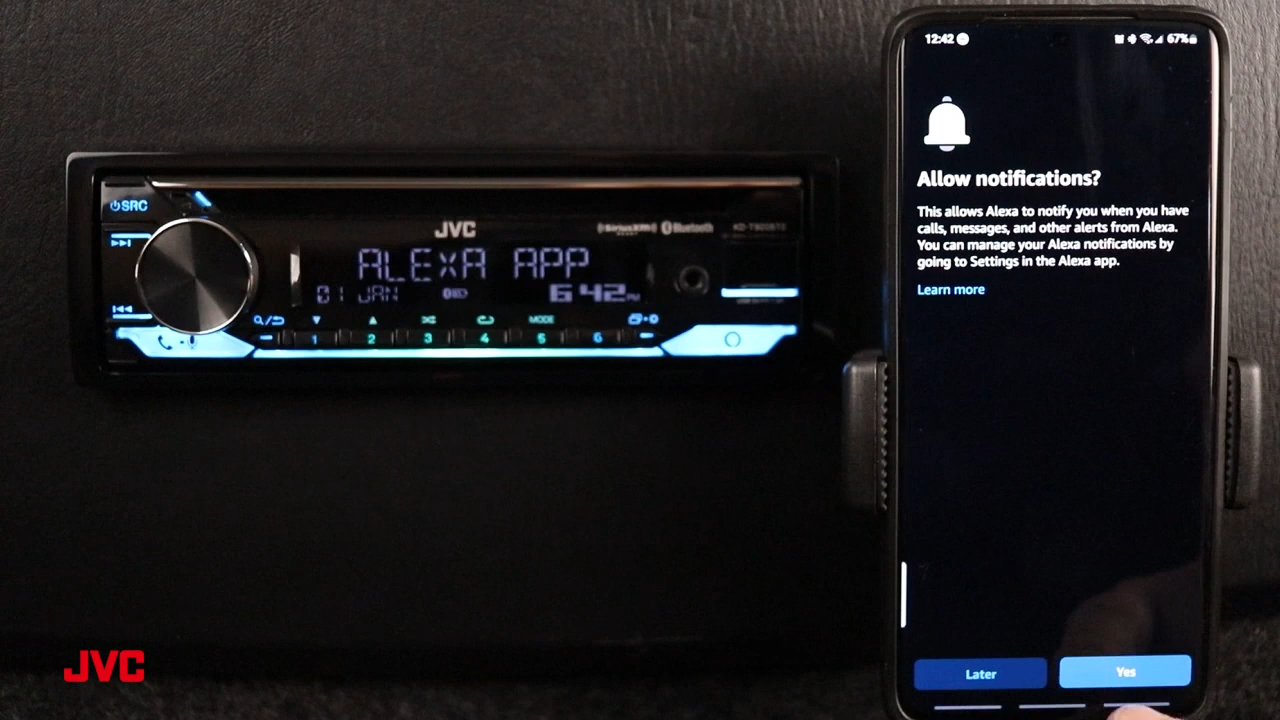 SRC
JVC
SiriusXM
Bluetooth
ALEXA APP
01 JAN
6:42 PM
MODE
1 2 3 4 5 6
JVC
12:42
67%
Allow notifications?
This allows Alexa to notify you when you have
calls, messages, and other alerts from Alexa.
You can manage your Alexa notifications by
going to Settings in the Alexa app.
Learn more
Later
Yes